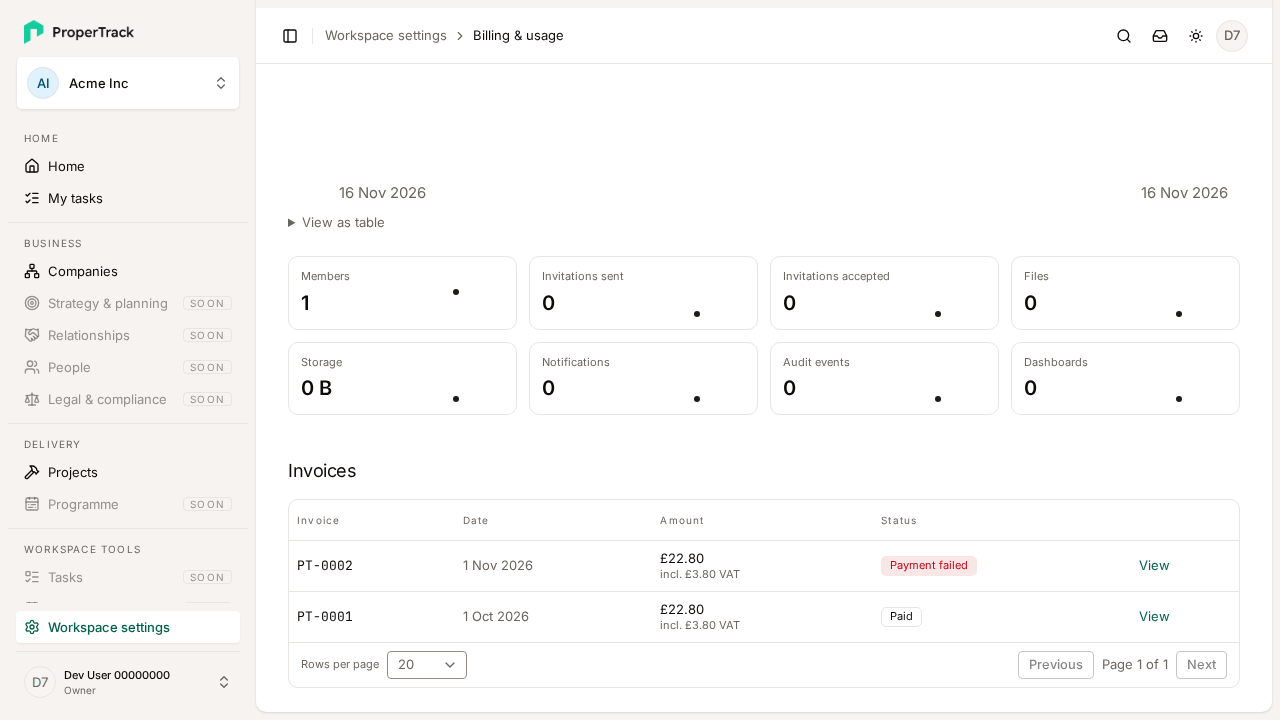 ProperTrack
AI Acme Inc
HOME
Home
My tasks
BUSINESS
Companies
Strategy & planning SOON
Relationships SOON
People SOON
Legal & compliance SOON
DELIVERY
Projects
Programme SOON
WORKSPACE TOOLS
Tasks SOON
Workspace settings
D7 Dev User 00000000
Owner
Workspace settings Billing & usage D7
16 Nov 2026 16 Nov 2026
View as table
Members
1
Invitations sent
0
Invitations accepted
0
Files
0
Storage
0 B
Notifications
0
Audit events
0
Dashboards
0
Invoices
Invoice Date Amount Status
PT-0002 1 Nov 2026 £22.80 Payment failed View
incl. £3.80 VAT
PT-0001 1 Oct 2026 £22.80 Paid View
incl. £3.80 VAT
Rows per page 20 Previous Page 1 of 1 Next